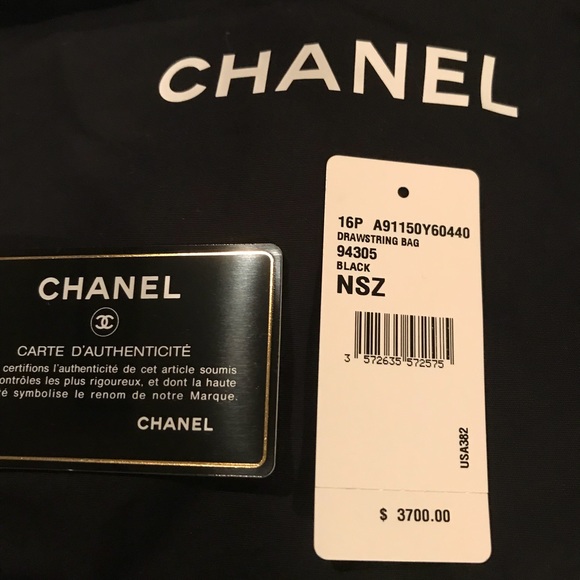 CHANEL
16P A91150Y60440
DRAWSTRING BAG
94305
BLACK
NSZ
3 572635 572575
USA382
$ 3700.00
CHANEL
CARTE D'AUTHENTICITÉ
certifions l'authenticité de cet article soumis
ontrôles les plus rigoureux, et dont la haute
é symbolise le renom de notre Marque.
CHANEL